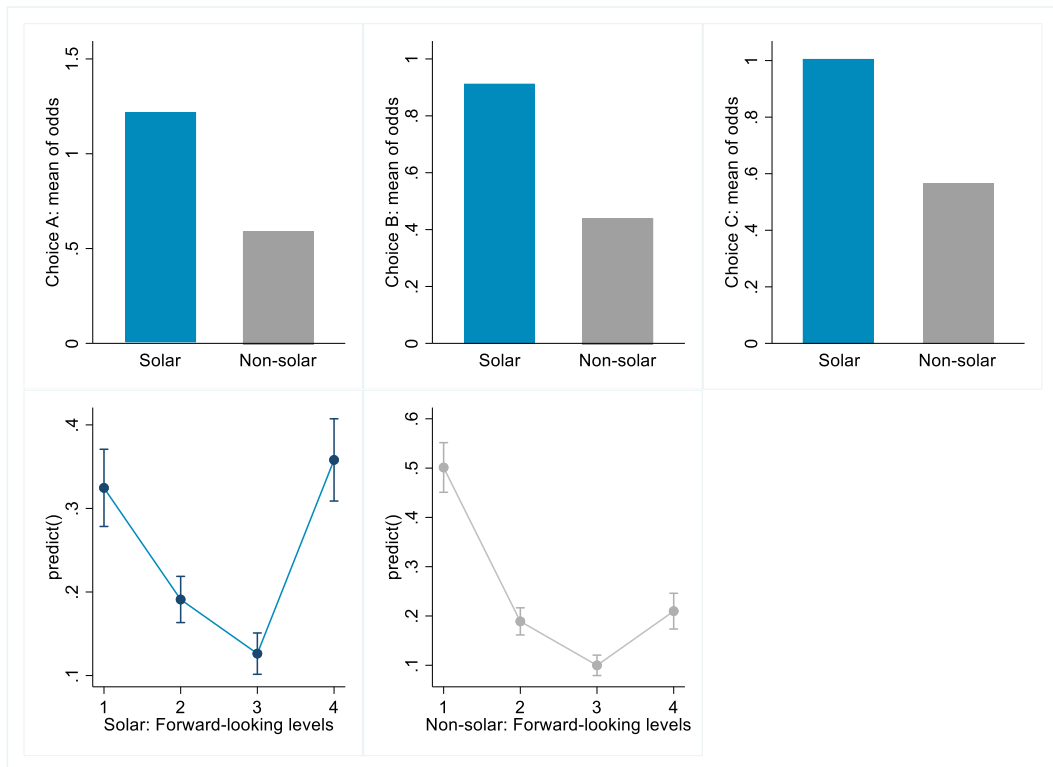 Choice A: mean of odds
1.5
1
.5
0
Solar Non-solar
Choice B: mean of odds
1
.8
.6
.4
.2
0
Solar Non-solar
Choice C: mean of odds
1
.8
.6
.4
.2
0
Solar Non-solar
predict()
.4
.3
.2
.1
1 2 3 4
Solar: Forward-looking levels
predict()
.6
.5
.4
.3
.2
.1
1 2 3 4
Non-solar: Forward-looking levels